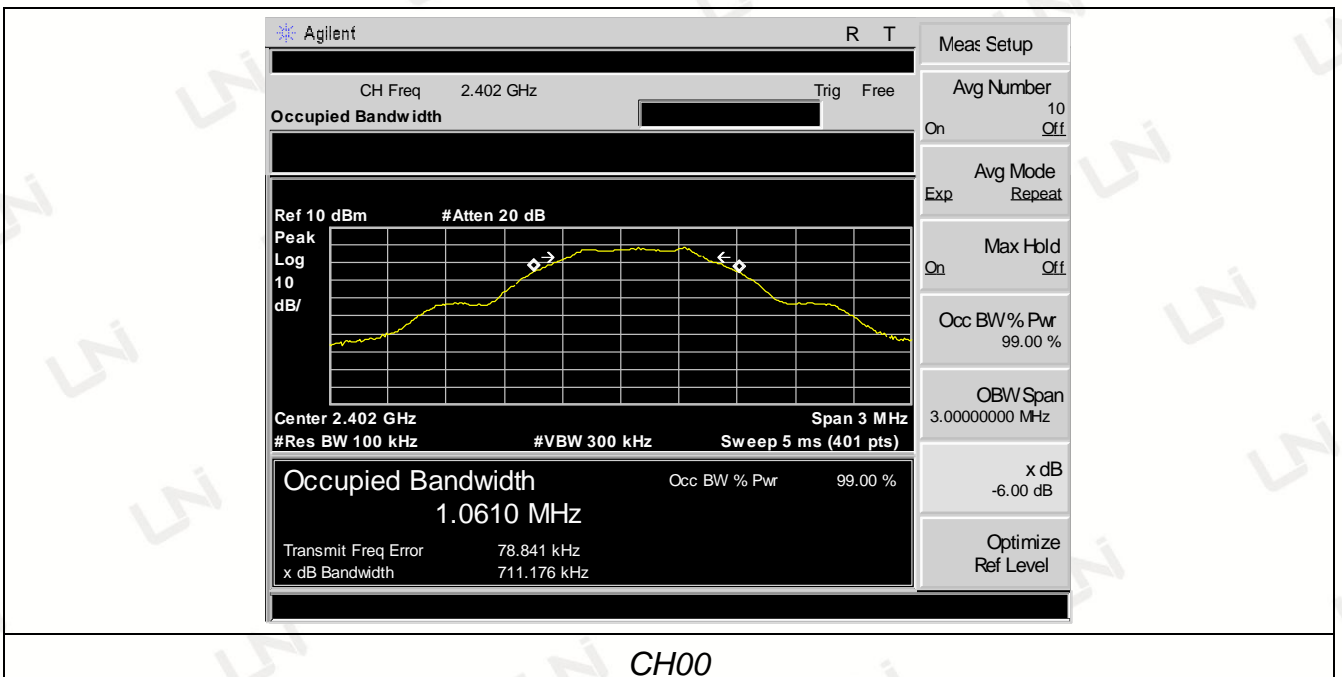 Agilent R T
CH Freq 2.402 GHz Trig Free
Occupied Bandwidth
Ref 10 dBm #Atten 20 dB
Peak
Log
10
dB/
Center 2.402 GHz Span 3 MHz
#Res BW 100 kHz #VBW 300 kHz Sweep 5 ms (401 pts)
Occupied Bandwidth Occ BW % Pwr 99.00 %
1.0610 MHz
Transmit Freq Error 78.841 kHz
x dB Bandwidth 711.176 kHz
Meas Setup
Avg Number
10
On Off
Avg Mode
Exp Repeat
Max Hold
On Off
Occ BW % Pwr
99.00 %
OBW Span
3.00000000 MHz
x dB
-6.00 dB
Optimize
Ref Level
CH00